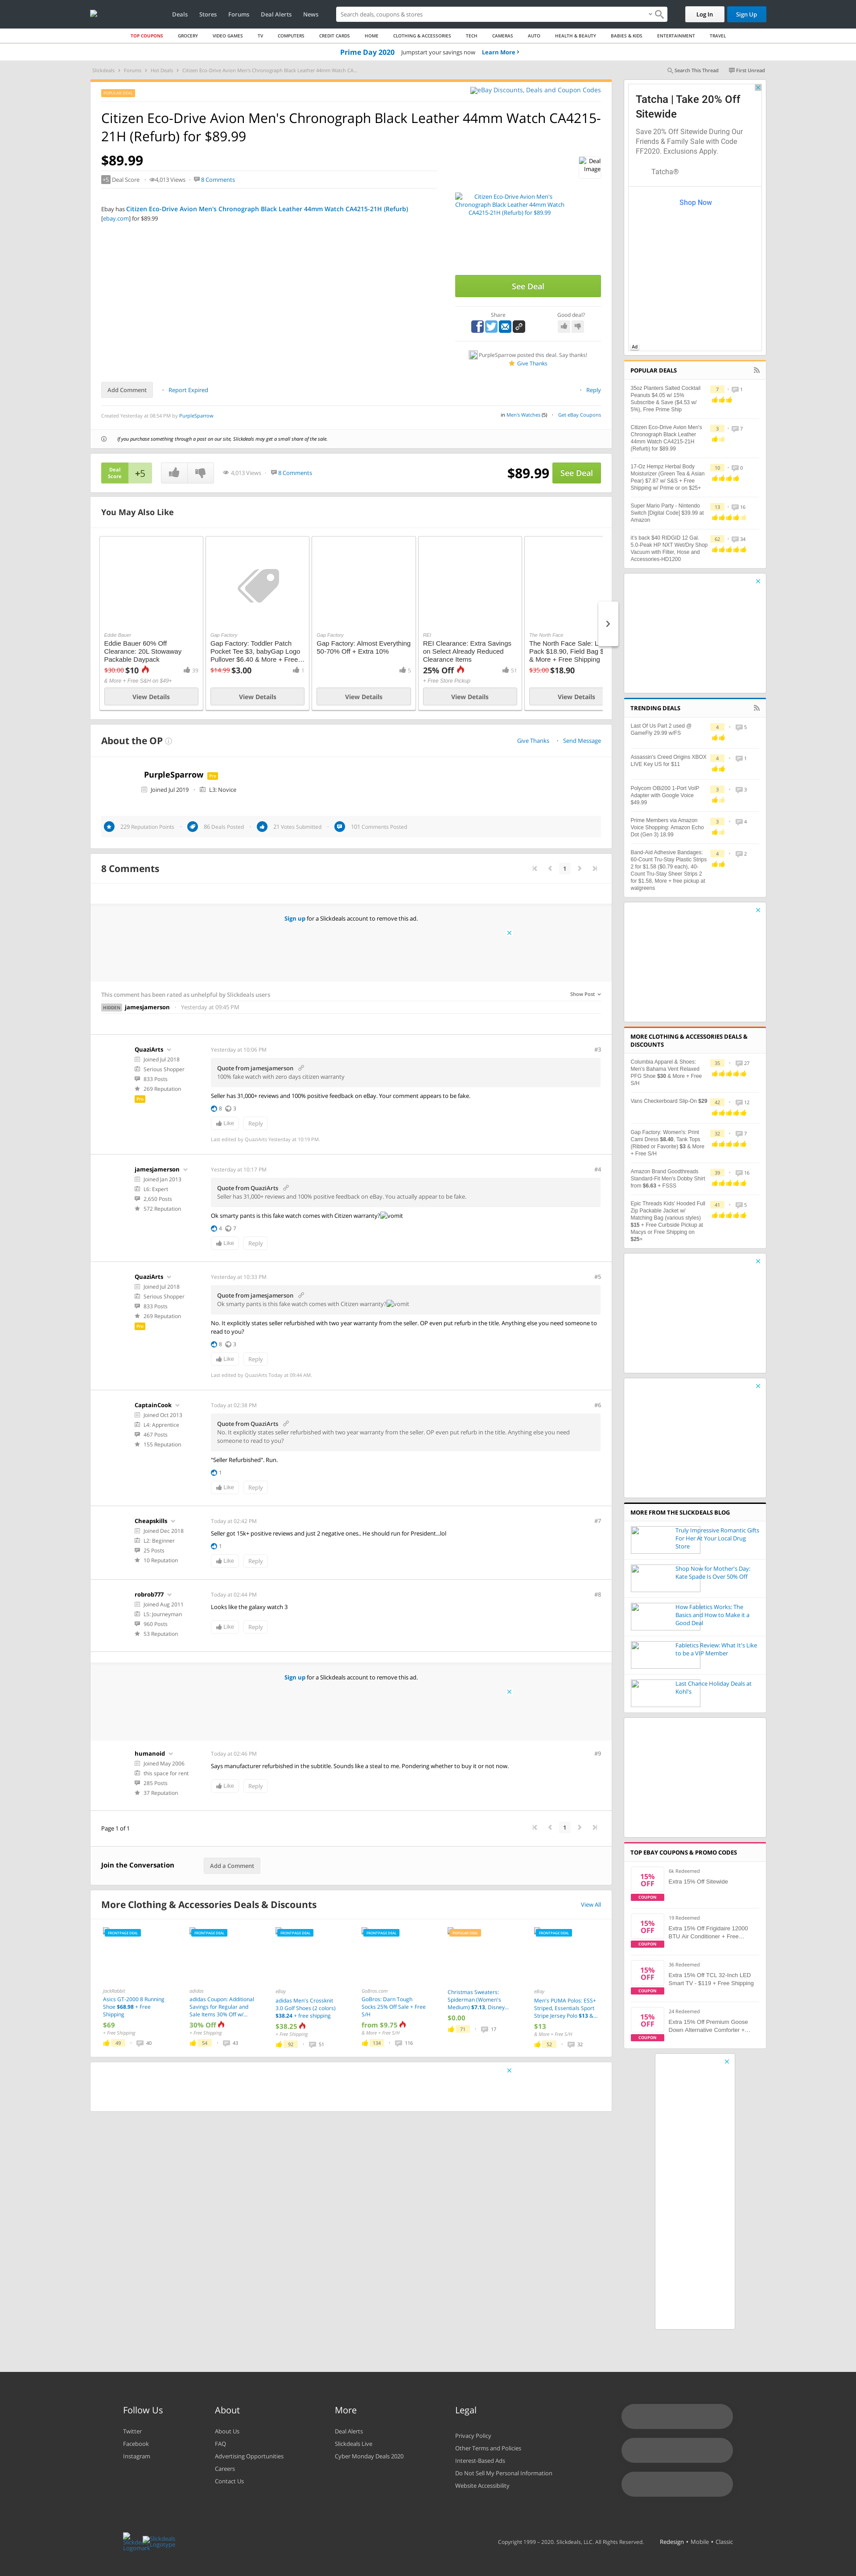 Deals Stores Forums Deal Alerts News
Search deals, coupons & stores
Log In
Sign Up
TOP COUPONS GROCERY VIDEO GAMES TV COMPUTERS CREDIT CARDS HOME CLOTHING & ACCESSORIES TECH CAMERAS AUTO HEALTH & BEAUTY BABIES & KIDS ENTERTAINMENT TRAVEL
Prime Day 2020 Jumpstart your savings now Learn More
Slickdeals Forums Hot Deals Citizen Eco-Drive Avion Men's Chronograph Black Leather 44mm Watch CA...
Search This Thread First Unread
POPULAR DEAL
eBay Discounts, Deals and Coupon Codes
Citizen Eco-Drive Avion Men's Chronograph Black Leather 44mm Watch CA4215-
21H (Refurb) for $89.99
$89.99
Deal
Image
+5 Deal Score 4,013 Views 8 Comments
Citizen Eco-Drive Avion Men's
Chronograph Black Leather 44mm Watch
CA4215-21H (Refurb) for $89.99
Ebay has Citizen Eco-Drive Avion Men's Chronograph Black Leather 44mm Watch CA4215-21H (Refurb)
[ebay.com] for $89.99
See Deal
Share
Good deal?
PurpleSparrow posted this deal. Say thanks!
Give Thanks
Add Comment Report Expired Reply
Created Yesterday at 08:54 PM by PurpleSparrow
in Men's Watches (5) Get eBay Coupons
If you purchase something through a post on our site, Slickdeals may get a small share of the sale.
Deal
Score
+5
4,013 Views 8 Comments
$89.99
See Deal
You May Also Like
Eddie Bauer
Eddie Bauer 60% Off
Clearance: 20L Stowaway
Packable Daypack
$30.00 $10 39
& More + Free S&H on $49+
View Details
Gap Factory
Gap Factory: Toddler Patch
Pocket Tee $3, babyGap Logo
Pullover $6.40 & More + Free...
$14.99 $3.00
View Details
Gap Factory
Gap Factory: Almost Everything
50-70% Off + Extra 10%
5
View Details
REI
REI Clearance: Extra Savings
on Select Already Reduced
Clearance Items
25% Off 51
+ Free Store Pickup
View Details
The North Face
The North Face Sale: L
Pack $18.90, Field Bag $
& More + Free Shipping
$35.00 $18.90
View Details
About the OP
Give Thanks Send Message
PurpleSparrow Pro
Joined Jul 2019 L3: Novice
229 Reputation Points
96 Deals Posted
21 Votes Submitted
101 Comments Posted
8 Comments
1
Sign up for a Slickdeals account to remove this ad.
This comment has been rated as unhelpful by Slickdeals users
Show Post
HIDDEN jamesjamerson Yesterday at 09:45 PM
QuaziArts
Joined Jul 2018
Serious Shopper
833 Posts
269 Reputation
Pro
Yesterday at 10:06 PM
#3
Quote from jamesjamerson
100% fake watch with zero days citizen warranty
Seller has 31,000+ reviews and 100% positive feedback on eBay. Your comment appears to be fake.
8 3
Like Reply
Last edited by QuaziArts Yesterday at 10:19 PM.
jamesjamerson
Joined Jan 2013
L6: Expert
2,650 Posts
572 Reputation
Yesterday at 10:17 PM
#4
Quote from QuaziArts
Seller has 31,000+ reviews and 100% positive feedback on eBay. You actually appear to be fake.
Ok smarty pants is this fake watch comes with Citizen warranty? vomit
4 7
Like Reply
QuaziArts
Joined Jul 2018
Serious Shopper
833 Posts
269 Reputation
Pro
Yesterday at 10:33 PM
#5
Quote from jamesjamerson
Ok smarty pants is this fake watch comes with Citizen warranty? vomit
No. It explicitly states seller refurbished with two year warranty from the seller. OP even put refurb in the title. Anything else you need someone to
read to you?
8 3
Like Reply
Last edited by QuaziArts Today at 09:44 AM.
CaptainCook
Joined Oct 2013
L4: Apprentice
467 Posts
155 Reputation
Today at 02:38 PM
#6
Quote from QuaziArts
No. It explicitly states seller refurbished with two year warranty from the seller. OP even put refurb in the title. Anything else you need
someone to read to you?
"Seller Refurbished". Run.
1
Like Reply
Cheapskills
Joined Dec 2018
L2: Beginner
25 Posts
10 Reputation
Today at 02:42 PM
#7
Seller got 15k+ positive reviews and just 2 negative ones.. He should run for President...lol
1
Like Reply
robrob777
Joined Aug 2011
L5: Journeyman
960 Posts
53 Reputation
Today at 02:44 PM
#8
Looks like the galaxy watch 3
Like Reply
Sign up for a Slickdeals account to remove this ad.
humanoid
Joined May 2006
this space for rent
285 Posts
37 Reputation
Today at 02:46 PM
#9
Says manufacturer refurbished in the subtitle. Sounds like a steal to me. Pondering whether to buy it or not now.
Like Reply
Page 1 of 1
1
Join the Conversation Add a Comment
More Clothing & Accessories Deals & Discounts
View All
FRONTPAGE DEAL
JackRabbit
Asics GT-2000 8 Running
Shoe $68.98 + Free
Shipping
$69
+ Free Shipping
49 40
FRONTPAGE DEAL
adidas
adidas Coupon: Additional
Savings for Regular and
Sale Items 30% Off w/...
30% Off
+ Free Shipping
54 43
FRONTPAGE DEAL
eBay
adidas Men's Crossknit
3.0 Golf Shoes (2 colors)
$38.24 + free shipping
$38.25
+ Free Shipping
92 51
FRONTPAGE DEAL
GoBros.com
GoBros: Darn Tough
Socks 25% Off Sale + Free
S/H
from $9.75
& More + Free S/H
134 116
POPULAR DEAL
Christmas Sweaters:
Spiderman (Women's
Medium) $7.13, Disney...
$0.00
71 17
FRONTPAGE DEAL
eBay
Men's PUMA Polos: ESS+
Striped, Essentials Sport
Stripe Jersey Polo $13 &...
$13
& More + Free S/H
52 32
Tatcha | Take 20% Off
Sitewide
Save 20% Off Sitewide During Our
Friends & Family Sale with Code
FF2020. Exclusions Apply.
Tatcha®
Shop Now
Ad
POPULAR DEALS
35oz Planters Salted Cocktail
Peanuts $4.05 w/ 15%
Subscribe & Save ($4.53 w/
5%), Free Prime Ship
7 1
Citizen Eco-Drive Avion Men's
Chronograph Black Leather
44mm Watch CA4215-21H
(Refurb) for $89.99
3 7
17-Oz Hempz Herbal Body
Moisturizer (Green Tea & Asian
Pear) $7.87 w/ S&S + Free
Shipping w/ Prime or on $25+
10 0
Super Mario Party - Nintendo
Switch [Digital Code] $39.99 at
Amazon
13 16
it's back $40 RIDGID 12 Gal.
5.0-Peak HP NXT Wet/Dry Shop
Vacuum with Filter, Hose and
Accessories-HD1200
62 34
TRENDING DEALS
Last Of Us Part 2 used @
GameFly 29.99 w/FS
4 5
Assassin's Creed Origins XBOX
LIVE Key US for $11
4 1
Polycom OBi200 1-Port VoIP
Adapter with Google Voice
$49.99
3 3
Prime Members via Amazon
Voice Shopping: Amazon Echo
Dot (Gen 3) 18.99
3 4
Band-Aid Adhesive Bandages:
60-Count Tru-Stay Plastic Strips
2 for $1.58 ($0.79 each), 40-
Count Tru-Stay Sheer Strips 2
for $1.58, More + free pickup at
walgreens
4 2
MORE CLOTHING & ACCESSORIES DEALS &
DISCOUNTS
Columbia Apparel & Shoes:
Men's Bahama Vent Relaxed
PFG Shoe $30 & More + Free
S/H
35 27
Vans Checkerboard Slip-On $29
42 12
Gap Factory: Women's: Print
Cami Dress $8.40, Tank Tops
(Ribbed or Favorite) $3 & More
+ Free S/H
32 7
Amazon Brand Goodthreads
Standard-Fit Men's Dobby Shirt
from $6.63 + FSSS
39 16
Epic Threads Kids' Hooded Full
Zip Packable Jacket w/
Matching Bag (various styles)
$15 + Free Curbside Pickup at
Macys or Free Shipping on
$25+
41 5
MORE FROM THE SLICKDEALS BLOG
Truly Impressive Romantic Gifts
For Her At Your Local Drug
Store
Shop Now for Mother's Day:
Kate Spade Is Over 50% Off
How Fabletics Works: The
Basics and How to Make it a
Good Deal
Fabletics Review: What It's Like
to be a VIP Member
Last Chance Holiday Deals at
Kohl's
TOP EBAY COUPONS & PROMO CODES
15%
OFF
COUPON
6k Redeemed
Extra 15% Off Sitewide
15%
OFF
COUPON
19 Redeemed
Extra 15% Off Frigidaire 12000
BTU Air Conditioner + Free...
15%
OFF
COUPON
36 Redeemed
Extra 15% Off TCL 32-Inch LED
Smart TV - $119 + Free Shipping
15%
OFF
COUPON
24 Redeemed
Extra 15% Off Premium Goose
Down Alternative Comforter +...
Follow Us
Twitter
Facebook
Instagram
About
About Us
FAQ
Advertising Opportunities
Careers
Contact Us
More
Deal Alerts
Slickdeals Live
Cyber Monday Deals 2020
Legal
Privacy Policy
Other Terms and Policies
Interest-Based Ads
Do Not Sell My Personal Information
Website Accessibility
Slickdeals
Logomark
Slickdeals
Logotype
Copyright 1999 – 2020. Slickdeals, LLC. All Rights Reserved. Redesign • Mobile • Classic